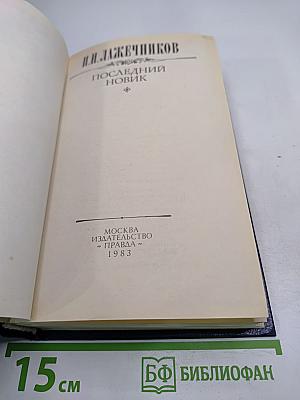 И.И. ЛАЖЕЧНИКОВ
ПОСЛЕДНИЙ
НОВИК
МОСКВА
ИЗДАТЕЛЬСТВО
~ ПРАВДА ~
1983
15 см
БФ БИБЛИОФАН